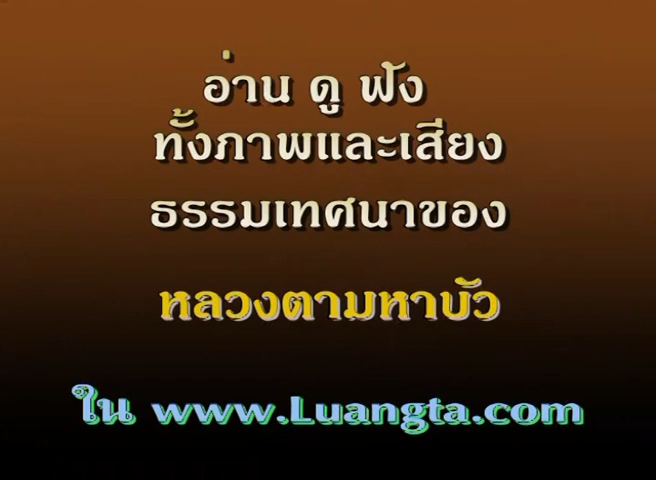 อ่าน ดู ฟัง
ทั้งภาพและเสียง
ธรรมเทศนาของ
หลวงตามหาบัว
ใน www.Luangta.com